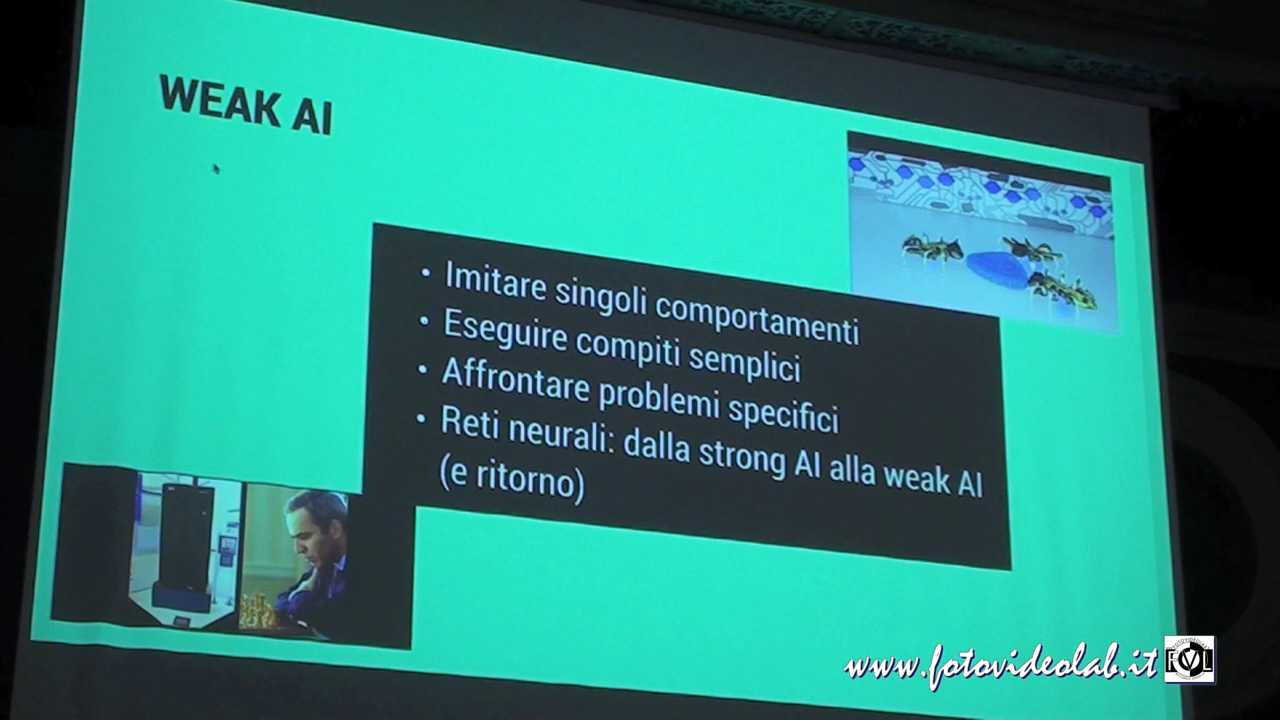 WEAK AI
• Imitare singoli comportamenti
• Eseguire compiti semplici
• Affrontare problemi specifici
• Reti neurali: dalla strong AI alla weak AI
(e ritorno)
www.fotovideolab.it
FVL